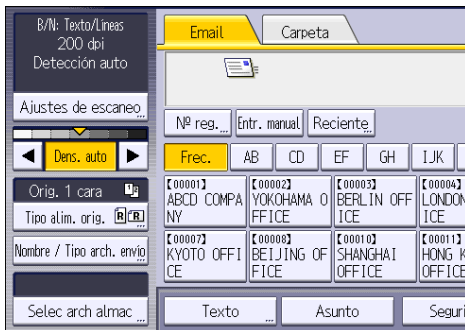 B/N: Texto/Líneas
200 dpi
Detección auto
Ajustes de escaneo
Dens. auto
Orig. 1 cara
Tipo alim. orig.
Nombre / Tipo arch. envío
Selec arch almac
Email Carpeta
Nº reg. Entr. manual Reciente
Frec. AB CD EF GH IJK
【00001】 【00002】 【00003】 【00004】
ABCD COMPA YOKOHAMA O BERLIN OFF LONDON
NY FFICE ICE ICE
【00007】 【00008】 【00010】 【00011】
KYOTO OFFI BEIJING OF SHANGHAI HONG K
CE FICE OFFICE OFFICE
Texto Asunto Seguri